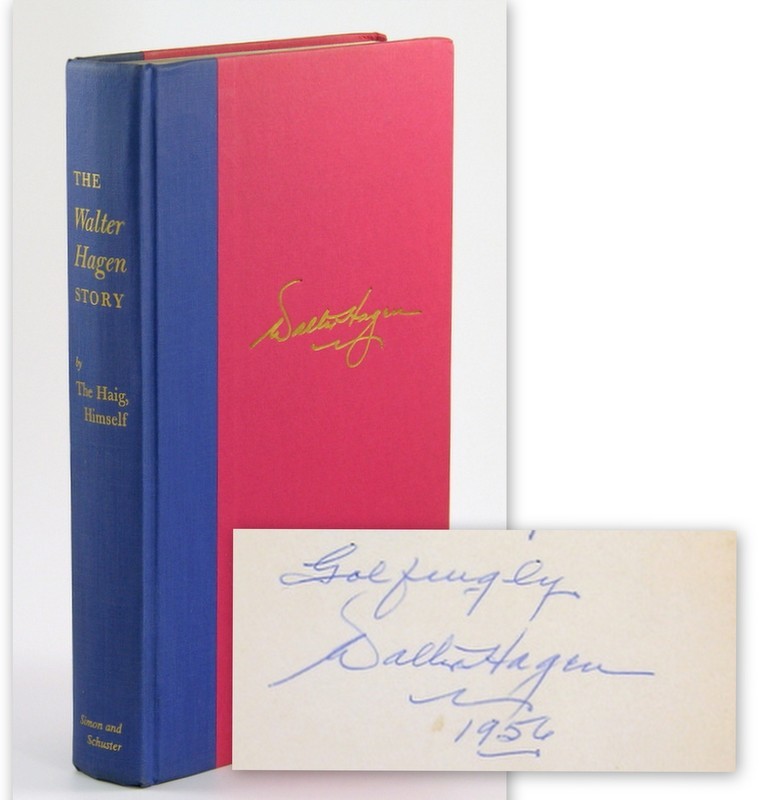 THE
Walter
Hagen
STORY
by
The Haig,
Himself
Simon and
Schuster
Walter Hagen
Golfingly
Walter Hagen
1956